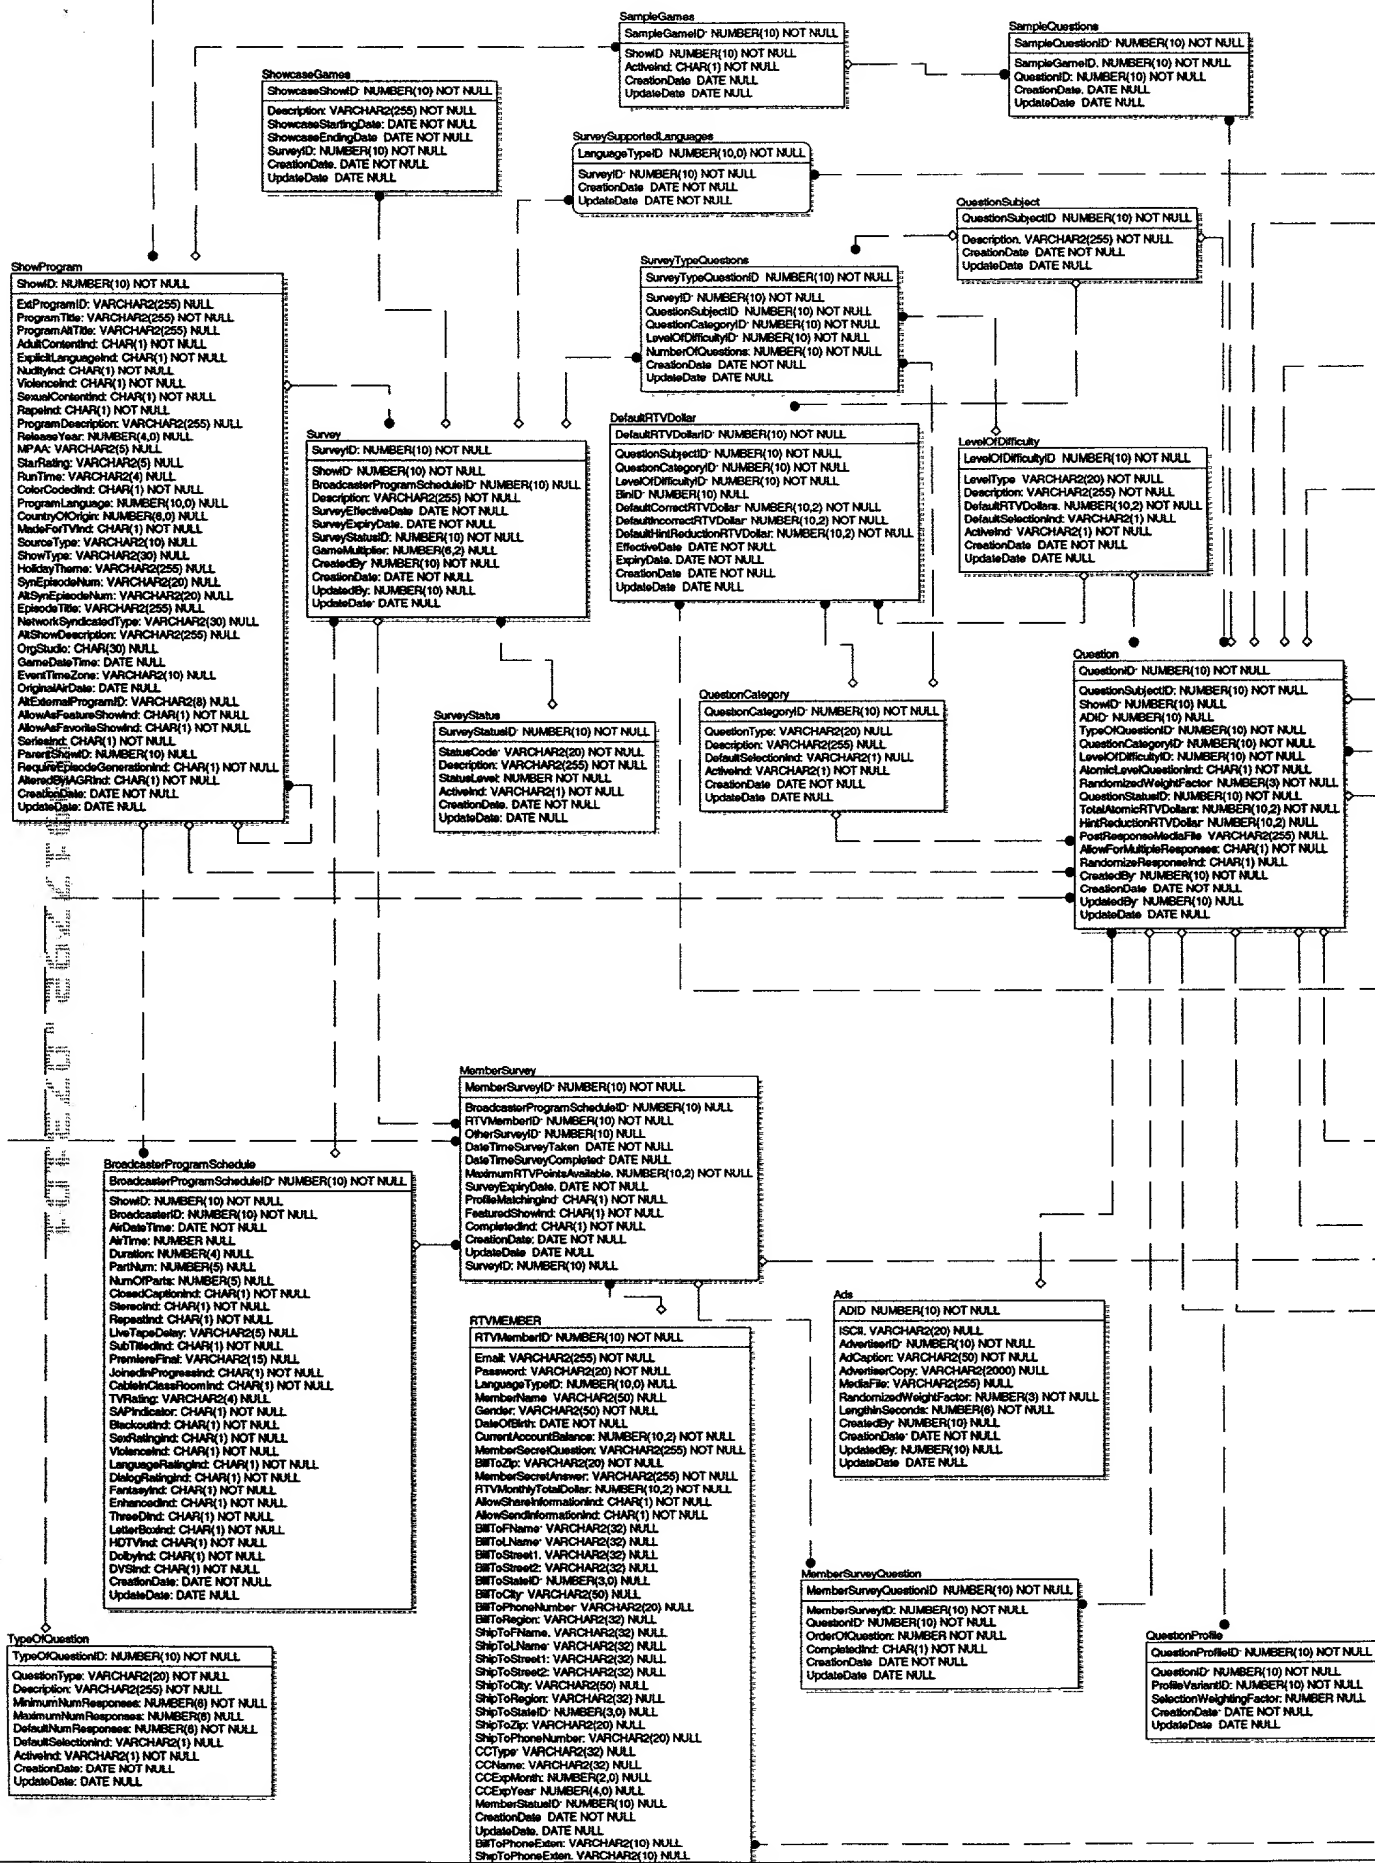 SampleGames
SampleGameID: NUMBER(10) NOT NULL
ShowID: NUMBER(10) NOT NULL
ActiveInd: CHAR(1) NOT NULL
CreationDate DATE NULL
UpdateDate DATE NULL
SampleQuestions
SampleQuestionID: NUMBER(10) NOT NULL
SampleGameID. NUMBER(10) NOT NULL
QuestionID: NUMBER(10) NOT NULL
CreationDate. DATE NULL
UpdateDate DATE NULL
ShowcaseGames
ShowcaseShowID: NUMBER(10) NOT NULL
Description: VARCHAR2(255) NOT NULL
ShowcaseStartingDate: DATE NOT NULL
ShowcaseEndingDate DATE NOT NULL
SurveyID: NUMBER(10) NOT NULL
CreationDate. DATE NOT NULL
UpdateDate DATE NULL
SurveySupportedLanguages
LanguageTypeID NUMBER(10,0) NOT NULL
SurveyID: NUMBER(10) NOT NULL
CreationDate DATE NOT NULL
UpdateDate DATE NOT NULL
QuestionSubject
QuestionSubjectID NUMBER(10) NOT NULL
Description. VARCHAR2(255) NOT NULL
CreationDate DATE NOT NULL
UpdateDate DATE NULL
SurveyTypeQuestions
SurveyTypeQuestionID NUMBER(10) NOT NULL
SurveyID: NUMBER(10) NOT NULL
QuestionSubjectID NUMBER(10) NOT NULL
QuestionCategoryID NUMBER(10) NULL
LevelOfDifficultyID NUMBER(10) NULL
NumberOfQuestions: NUMBER(10) NOT NULL
CreationDate DATE NOT NULL
UpdateDate DATE NULL
ShowProgram
ShowID: NUMBER(10) NOT NULL
ExtProgramID: VARCHAR2(255) NULL
ProgramTitle: VARCHAR2(255) NOT NULL
ProgramAltTitle: VARCHAR2(255) NULL
AdultContentInd: CHAR(1) NOT NULL
ExplicitLanguageInd: CHAR(1) NOT NULL
NudityInd: CHAR(1) NOT NULL
ViolenceInd: CHAR(1) NOT NULL
SexualContentInd: CHAR(1) NOT NULL
RapeInd: CHAR(1) NOT NULL
ProgramDescription: VARCHAR2(255) NULL
ReleaseYear: NUMBER(4,0) NULL
MPAA: VARCHAR2(5) NULL
StarRating: VARCHAR2(5) NULL
RunTime: VARCHAR2(4) NULL
ColorCodedInd: CHAR(1) NOT NULL
ProgramLanguage: NUMBER(10,0) NULL
CountryOfOrigin: NUMBER(6,0) NULL
MadeForTVInd: CHAR(1) NOT NULL
SourceType: VARCHAR2(10) NULL
ShowType: VARCHAR2(30) NULL
HolidayTheme: VARCHAR2(255) NULL
SynEpisodeNum: VARCHAR2(20) NULL
AltSynEpisodeNum: VARCHAR2(20) NULL
EpisodeTitle: VARCHAR2(255) NULL
NetworkSyndicatedType: VARCHAR2(30) NULL
AltShowDescription: VARCHAR2(255) NULL
OrgStudio: CHAR(30) NULL
GameDateTime: DATE NULL
EventTimeZone: VARCHAR2(10) NULL
OriginalAirDate: DATE NULL
AltExternalProgramID: VARCHAR2(8) NULL
AllowAsFeatureShowInd: CHAR(1) NOT NULL
AllowAsFavoriteShowInd: CHAR(1) NOT NULL
SeriesInd: CHAR(1) NOT NULL
ParentShowID: NUMBER(10) NULL
RequireEpisodeGenerationInd: CHAR(1) NOT NULL
AlteredByIAGRInd: CHAR(1) NOT NULL
CreationDate: DATE NOT NULL
UpdateDate: DATE NULL
Survey
SurveyID: NUMBER(10) NOT NULL
ShowID: NUMBER(10) NOT NULL
BroadcasterProgramScheduleID: NUMBER(10) NULL
Description: VARCHAR2(255) NOT NULL
SurveyEffectiveDate DATE NOT NULL
SurveyExpiryDate. DATE NOT NULL
SurveyStatusID: NUMBER(10) NOT NULL
GameMultiplier: NUMBER(6,2) NULL
CreatedBy: NUMBER(10) NOT NULL
CreationDate: DATE NOT NULL
UpdatedBy: NUMBER(10) NULL
UpdateDate: DATE NULL
DefaultRTVDollar
DefaultRTVDollarID: NUMBER(10) NOT NULL
QuestionSubjectID: NUMBER(10) NOT NULL
QuestionCategoryID: NUMBER(10) NOT NULL
LevelOfDifficultyID: NUMBER(10) NOT NULL
BinID: NUMBER(10) NULL
DefaultCorrectRTVDollar: NUMBER(10,2) NOT NULL
DefaultIncorrectRTVDollar: NUMBER(10,2) NOT NULL
DefaultHintReductionRTVDollar: NUMBER(10,2) NOT NULL
EffectiveDate DATE NOT NULL
ExpiryDate. DATE NOT NULL
CreationDate DATE NOT NULL
UpdateDate DATE NULL
LevelOfDifficulty
LevelOfDifficultyID NUMBER(10) NOT NULL
LevelType VARCHAR2(20) NOT NULL
Description: VARCHAR2(255) NOT NULL
DefaultRTVDollars. NUMBER(10,2) NOT NULL
DefaultSelectionInd: VARCHAR2(1) NULL
ActiveInd: VARCHAR2(1) NOT NULL
CreationDate DATE NOT NULL
UpdateDate DATE NULL
Question
QuestionID: NUMBER(10) NOT NULL
QuestionSubjectID: NUMBER(10) NOT NULL
ShowID: NUMBER(10) NULL
ADID: NUMBER(10) NULL
TypeOfQuestionID: NUMBER(10) NOT NULL
QuestionCategoryID: NUMBER(10) NOT NULL
LevelOfDifficultyID: NUMBER(10) NULL
AtomicLevelQuestionInd: CHAR(1) NOT NULL
RandomizedWeightFactor NUMBER(3) NOT NULL
QuestionStatusID: NUMBER(10) NOT NULL
TotalAtomicRTVDollars: NUMBER(10,2) NOT NULL
HintReductionRTVDollar NUMBER(10,2) NULL
PostResponseMediaFile VARCHAR2(255) NULL
AllowForMultipleResponses: CHAR(1) NOT NULL
RandomizeResponseInd: CHAR(1) NULL
CreatedBy: NUMBER(10) NOT NULL
CreationDate DATE NOT NULL
UpdatedBy: NUMBER(10) NULL
UpdateDate DATE NULL
SurveyStatus
SurveyStatusID: NUMBER(10) NOT NULL
StatusCode: VARCHAR2(20) NOT NULL
Description: VARCHAR2(255) NOT NULL
StatusLevel: NUMBER NOT NULL
ActiveInd: VARCHAR2(1) NOT NULL
CreationDate. DATE NOT NULL
UpdateDate: DATE NULL
QuestionCategory
QuestionCategoryID: NUMBER(10) NOT NULL
QuestionType: VARCHAR2(20) NULL
Description: VARCHAR2(255) NULL
DefaultSelectionInd: VARCHAR2(1) NULL
ActiveInd: VARCHAR2(1) NOT NULL
CreationDate DATE NOT NULL
UpdateDate DATE NULL
MemberSurvey
MemberSurveyID: NUMBER(10) NOT NULL
BroadcasterProgramScheduleID: NUMBER(10) NULL
RTVMemberID: NUMBER(10) NOT NULL
OtherSurveyID: NUMBER(10) NULL
DateTimeSurveyTaken DATE NOT NULL
DateTimeSurveyCompleted DATE NULL
MaximumRTVPointsAvailable. NUMBER(10,2) NOT NULL
SurveyExpiryDate. DATE NOT NULL
ProfileMatchingInd: CHAR(1) NOT NULL
FeaturedShowInd: CHAR(1) NOT NULL
CompletedInd: CHAR(1) NOT NULL
CreationDate: DATE NOT NULL
UpdateDate DATE NULL
SurveyID: NUMBER(10) NULL
BroadcasterProgramSchedule
BroadcasterProgramScheduleID: NUMBER(10) NOT NULL
ShowID: NUMBER(10) NOT NULL
BroadcasterID: NUMBER(10) NOT NULL
AirDateTime: DATE NOT NULL
AirTime: NUMBER NULL
Duration: NUMBER(4) NULL
PartNum: NUMBER(5) NULL
NumOfParts: NUMBER(5) NULL
ClosedCaptionInd: CHAR(1) NOT NULL
StereoInd: CHAR(1) NOT NULL
RepeatInd: CHAR(1) NOT NULL
LiveTapeDelay: VARCHAR2(5) NULL
SubTitledInd: CHAR(1) NOT NULL
PremiereFinal: VARCHAR2(15) NULL
JoinedInProgressInd: CHAR(1) NOT NULL
CableInClassRoomInd: CHAR(1) NOT NULL
TVRating: VARCHAR2(4) NULL
SAPIndicator: CHAR(1) NOT NULL
BlackoutInd: CHAR(1) NOT NULL
SexRatingInd: CHAR(1) NOT NULL
ViolenceInd: CHAR(1) NOT NULL
LanguageRatingInd: CHAR(1) NOT NULL
DialogRatingInd: CHAR(1) NOT NULL
FantasyInd: CHAR(1) NOT NULL
EnhancedInd: CHAR(1) NOT NULL
ThreeDInd: CHAR(1) NOT NULL
LetterBoxInd: CHAR(1) NOT NULL
HDTVInd: CHAR(1) NOT NULL
DolbyInd: CHAR(1) NOT NULL
DVSInd: CHAR(1) NOT NULL
CreationDate: DATE NOT NULL
UpdateDate: DATE NULL
RTVMEMBER
RTVMemberID: NUMBER(10) NOT NULL
Email: VARCHAR2(255) NOT NULL
Password: VARCHAR2(20) NOT NULL
LanguageTypeID: NUMBER(10,0) NULL
MemberName VARCHAR2(50) NULL
Gender: VARCHAR2(50) NOT NULL
DateOfBirth: DATE NOT NULL
CurrentAccountBalance: NUMBER(10,2) NOT NULL
MemberSecretQuestion: VARCHAR2(255) NOT NULL
BillToZip: VARCHAR2(20) NOT NULL
MemberSecretAnswer: VARCHAR2(255) NOT NULL
RTVMonthlyTotalDollar: NUMBER(10,2) NOT NULL
AllowShareInformationInd: CHAR(1) NOT NULL
AllowSendInformationInd: CHAR(1) NOT NULL
BillToFName: VARCHAR2(32) NULL
BillToLName: VARCHAR2(32) NULL
BillToStreet1. VARCHAR2(32) NULL
BillToStreet2: VARCHAR2(32) NULL
BillToStateID: NUMBER(3,0) NULL
BillToCity: VARCHAR2(50) NULL
BillToPhoneNumber: VARCHAR2(20) NULL
BillToRegion: VARCHAR2(32) NULL
ShipToFName. VARCHAR2(32) NULL
ShipToLName: VARCHAR2(32) NULL
ShipToStreet1: VARCHAR2(32) NULL
ShipToStreet2: VARCHAR2(32) NULL
ShipToCity: VARCHAR2(50) NULL
ShipToRegion: VARCHAR2(32) NULL
ShipToStateID: NUMBER(3,0) NULL
ShipToZip: VARCHAR2(20) NULL
ShipToPhoneNumber: VARCHAR2(20) NULL
CCType: VARCHAR2(32) NULL
CCName: VARCHAR2(32) NULL
CCExpMonth: NUMBER(2,0) NULL
CCExpYear NUMBER(4,0) NULL
MemberStatusID: NUMBER(10) NULL
CreationDate DATE NOT NULL
UpdateDate. DATE NULL
BillToPhoneExten: VARCHAR2(10) NULL
ShipToPhoneExten. VARCHAR2(10) NULL
Ads
ADID NUMBER(10) NOT NULL
ISCII. VARCHAR2(20) NULL
AdvertiserID: NUMBER(10) NOT NULL
AdCaption: VARCHAR2(50) NOT NULL
AdvertiserCopy: VARCHAR2(2000) NULL
MediaFile: VARCHAR2(255) NULL
RandomizedWeightFactor: NUMBER(3) NOT NULL
LengthInSeconds: NUMBER(6) NULL
CreatedBy: NUMBER(10) NULL
CreationDate: DATE NOT NULL
UpdatedBy: NUMBER(10) NULL
UpdateDate DATE NULL
MemberSurveyQuestion
MemberSurveyQuestionID NUMBER(10) NOT NULL
MemberSurveyID: NUMBER(10) NOT NULL
QuestionID: NUMBER(10) NOT NULL
OrderOfQuestion: NUMBER NOT NULL
CompletedInd: CHAR(1) NOT NULL
CreationDate DATE NOT NULL
UpdateDate DATE NULL
QuestionProfile
QuestionProfileID: NUMBER(10) NOT NULL
QuestionID: NUMBER(10) NOT NULL
ProfileVariantID: NUMBER(10) NOT NULL
SelectionWeightingFactor: NUMBER NULL
CreationDate: DATE NOT NULL
UpdateDate DATE NULL
TypeOfQuestion
TypeOfQuestionID: NUMBER(10) NOT NULL
QuestionType: VARCHAR2(20) NOT NULL
Description: VARCHAR2(255) NOT NULL
MinimumNumResponses: NUMBER(6) NOT NULL
MaximumNumResponses: NUMBER(6) NULL
DefaultNumResponses: NUMBER(6) NOT NULL
DefaultSelectionInd: VARCHAR2(1) NULL
ActiveInd: VARCHAR2(1) NOT NULL
CreationDate: DATE NOT NULL
UpdateDate: DATE NULL